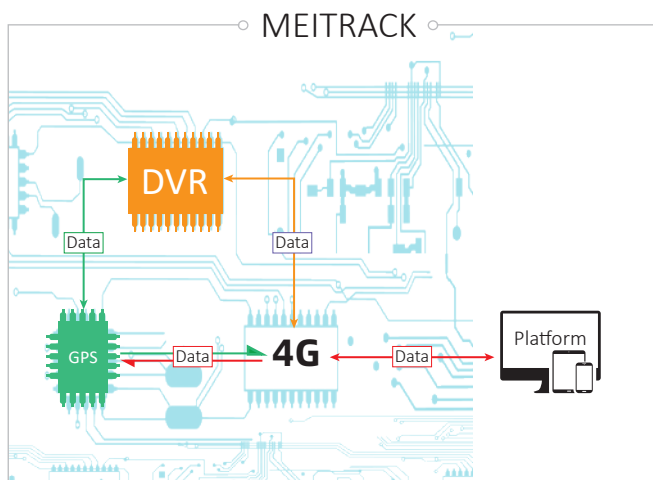 MEITRACK
DVR
Data
Data
Platform
GPS
Data
4G
Data